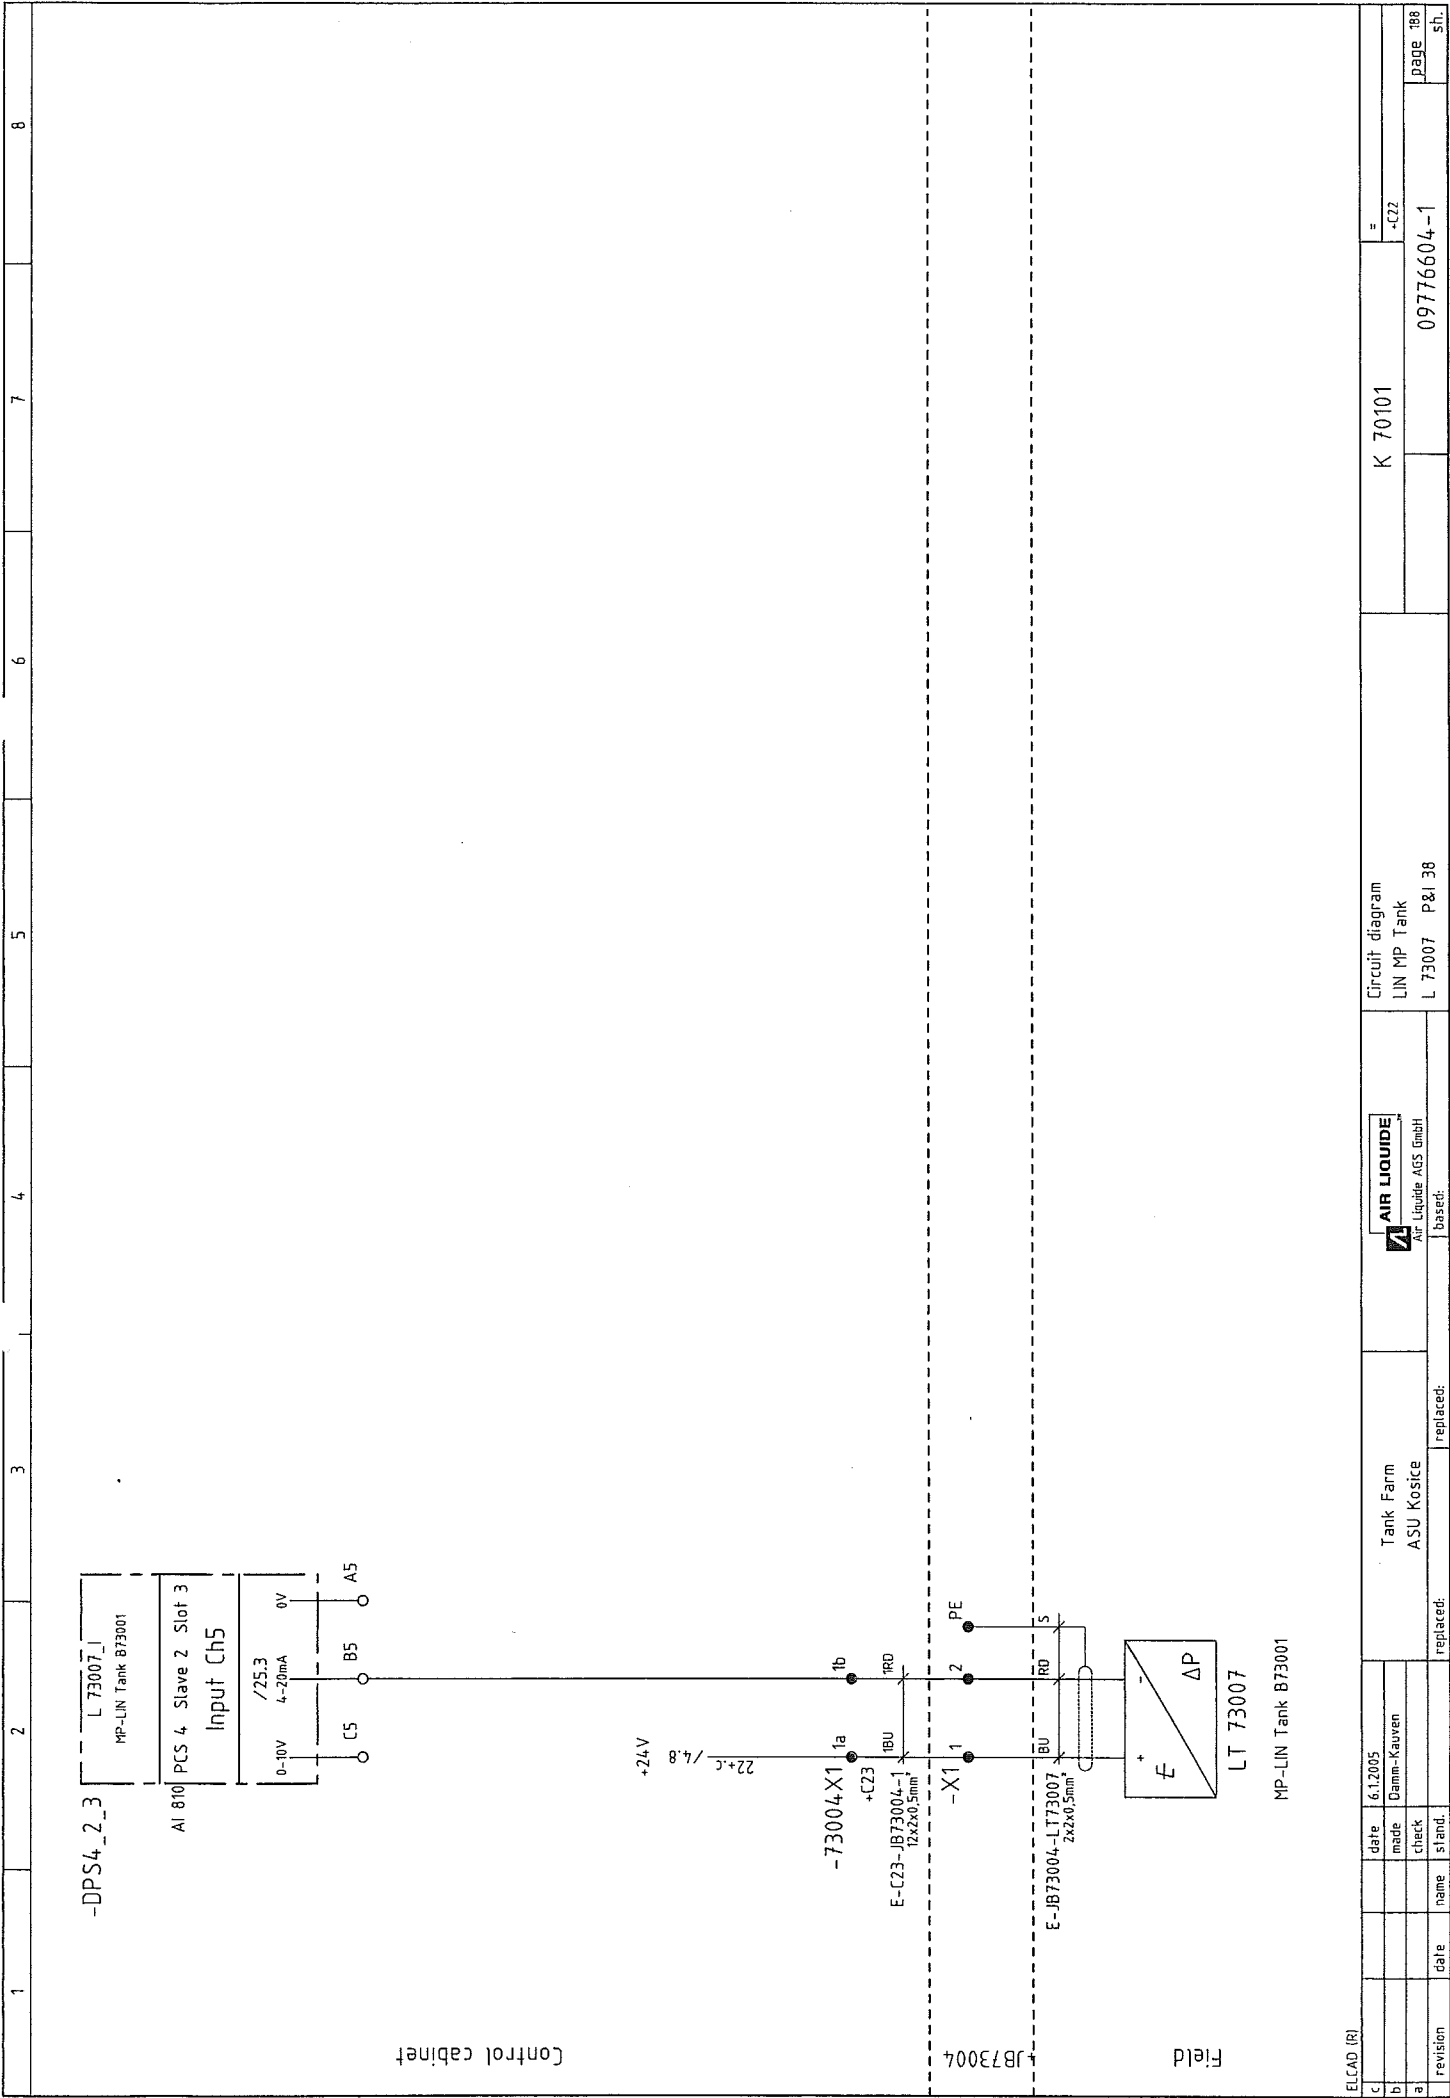 1 2 3 4 5 6 7 8
-DPS4_2_3
L 73007_I
MP-LIN Tank B73001
AI 810 PCS 4 Slave 2 Slot 3
Input Ch5
/25.3
0-10V 4-20mA 0V
C5 B5 A5
Control cabinet
+24V
22+.c /4.8
-73004X1 1a 1b
+C23
1BU 1RD
E-C23-JB73004-1
12x2x0,5mm²
+JB73004
-X1 1 2 PE
BU RD S
E-JB73004-LT73007
2x2x0,5mm²
Field
+ -
E ΔP
LT 73007
MP-LIN Tank B73001
ELCAD (R)
c
b
a
revision date name
date 6.1.2005
made Damm-Kauven
check
stand.
Tank Farm
ASU Kosice
replaced: replaced:
AIR LIQUIDE
Air Liquide AGS GmbH
based:
Circuit diagram
LIN MP Tank
L 73007 P&I 38
K 70101
=
+C22
09776604-1
page 188
sh.